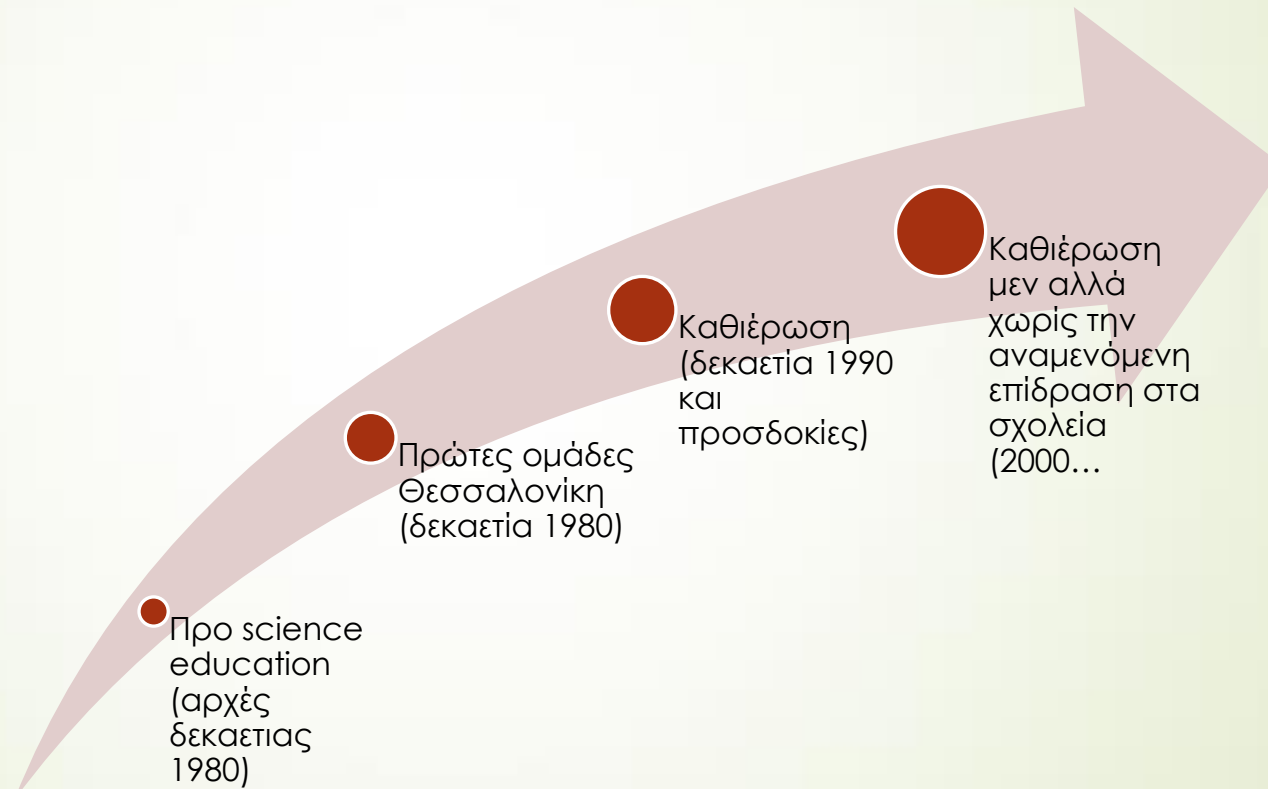 Προ science
education
(αρχές
δεκαετιας
1980)
Πρώτες ομάδες
Θεσσαλονίκη
(δεκαετία 1980)
Καθιέρωση
(δεκαετία 1990
και
προσδοκίες)
Καθιέρωση
μεν αλλά
χωρίς την
αναμενόμενη
επίδραση στα
σχολεία
(2000…